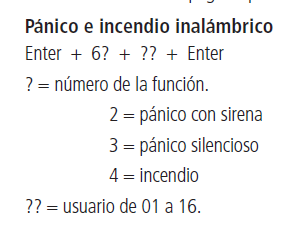 Pánico e incendio inalámbrico
Enter + 6? + ?? + Enter
? = número de la función.
2 = pánico con sirena
3 = pánico silencioso
4 = incendio
?? = usuario de 01 a 16.